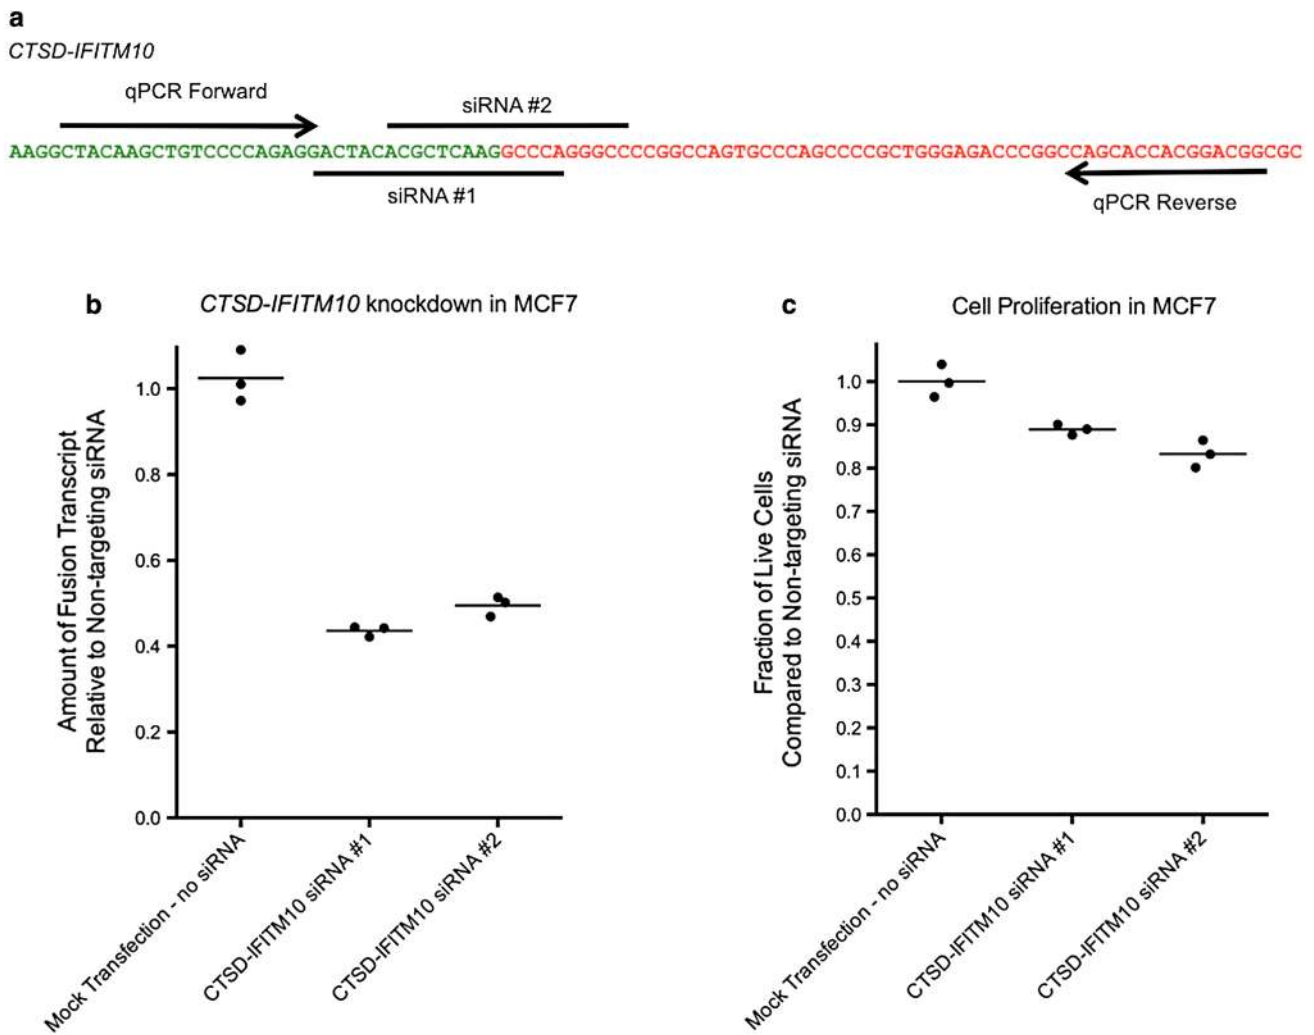 a
CTSD-IFITM10
qPCR Forward
siRNA #2
AAGGCTACAAGCTGTCCCCAGAGGACTACACGCTCAAGGCCCAGGGCCCCGGCCAGTGCCCAGCCCCGCTGGGAGACCCGGCCAGCACCACGGACGGCGC
siRNA #1
qPCR Reverse
b
CTSD-IFITM10 knockdown in MCF7
Amount of Fusion Transcript
Relative to Non-targeting siRNA
1.0
0.8
0.6
0.4
0.2
0.0
Mock Transfection - no siRNA
CTSD-IFITM10 siRNA #1
CTSD-IFITM10 siRNA #2
c
Cell Proliferation in MCF7
Fraction of Live Cells
Compared to Non-targeting siRNA
1.0
0.9
0.8
0.7
0.6
0.5
0.4
0.3
0.2
0.1
0.0
Mock Transfection - no siRNA
CTSD-IFITM10 siRNA #1
CTSD-IFITM10 siRNA #2